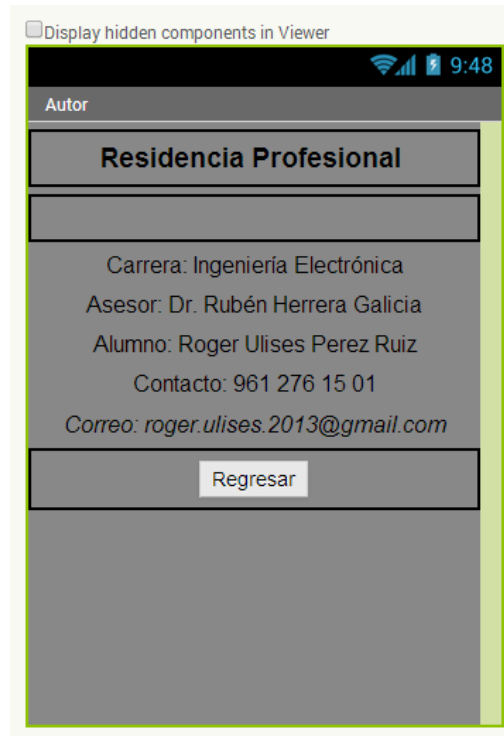 Display hidden components in Viewer
9:48
Autor
Residencia Profesional
Carrera: Ingeniería Electrónica
Asesor: Dr. Rubén Herrera Galicia
Alumno: Roger Ulises Perez Ruiz
Contacto: 961 276 15 01
Correo: roger.ulises.2013@gmail.com
Regresar